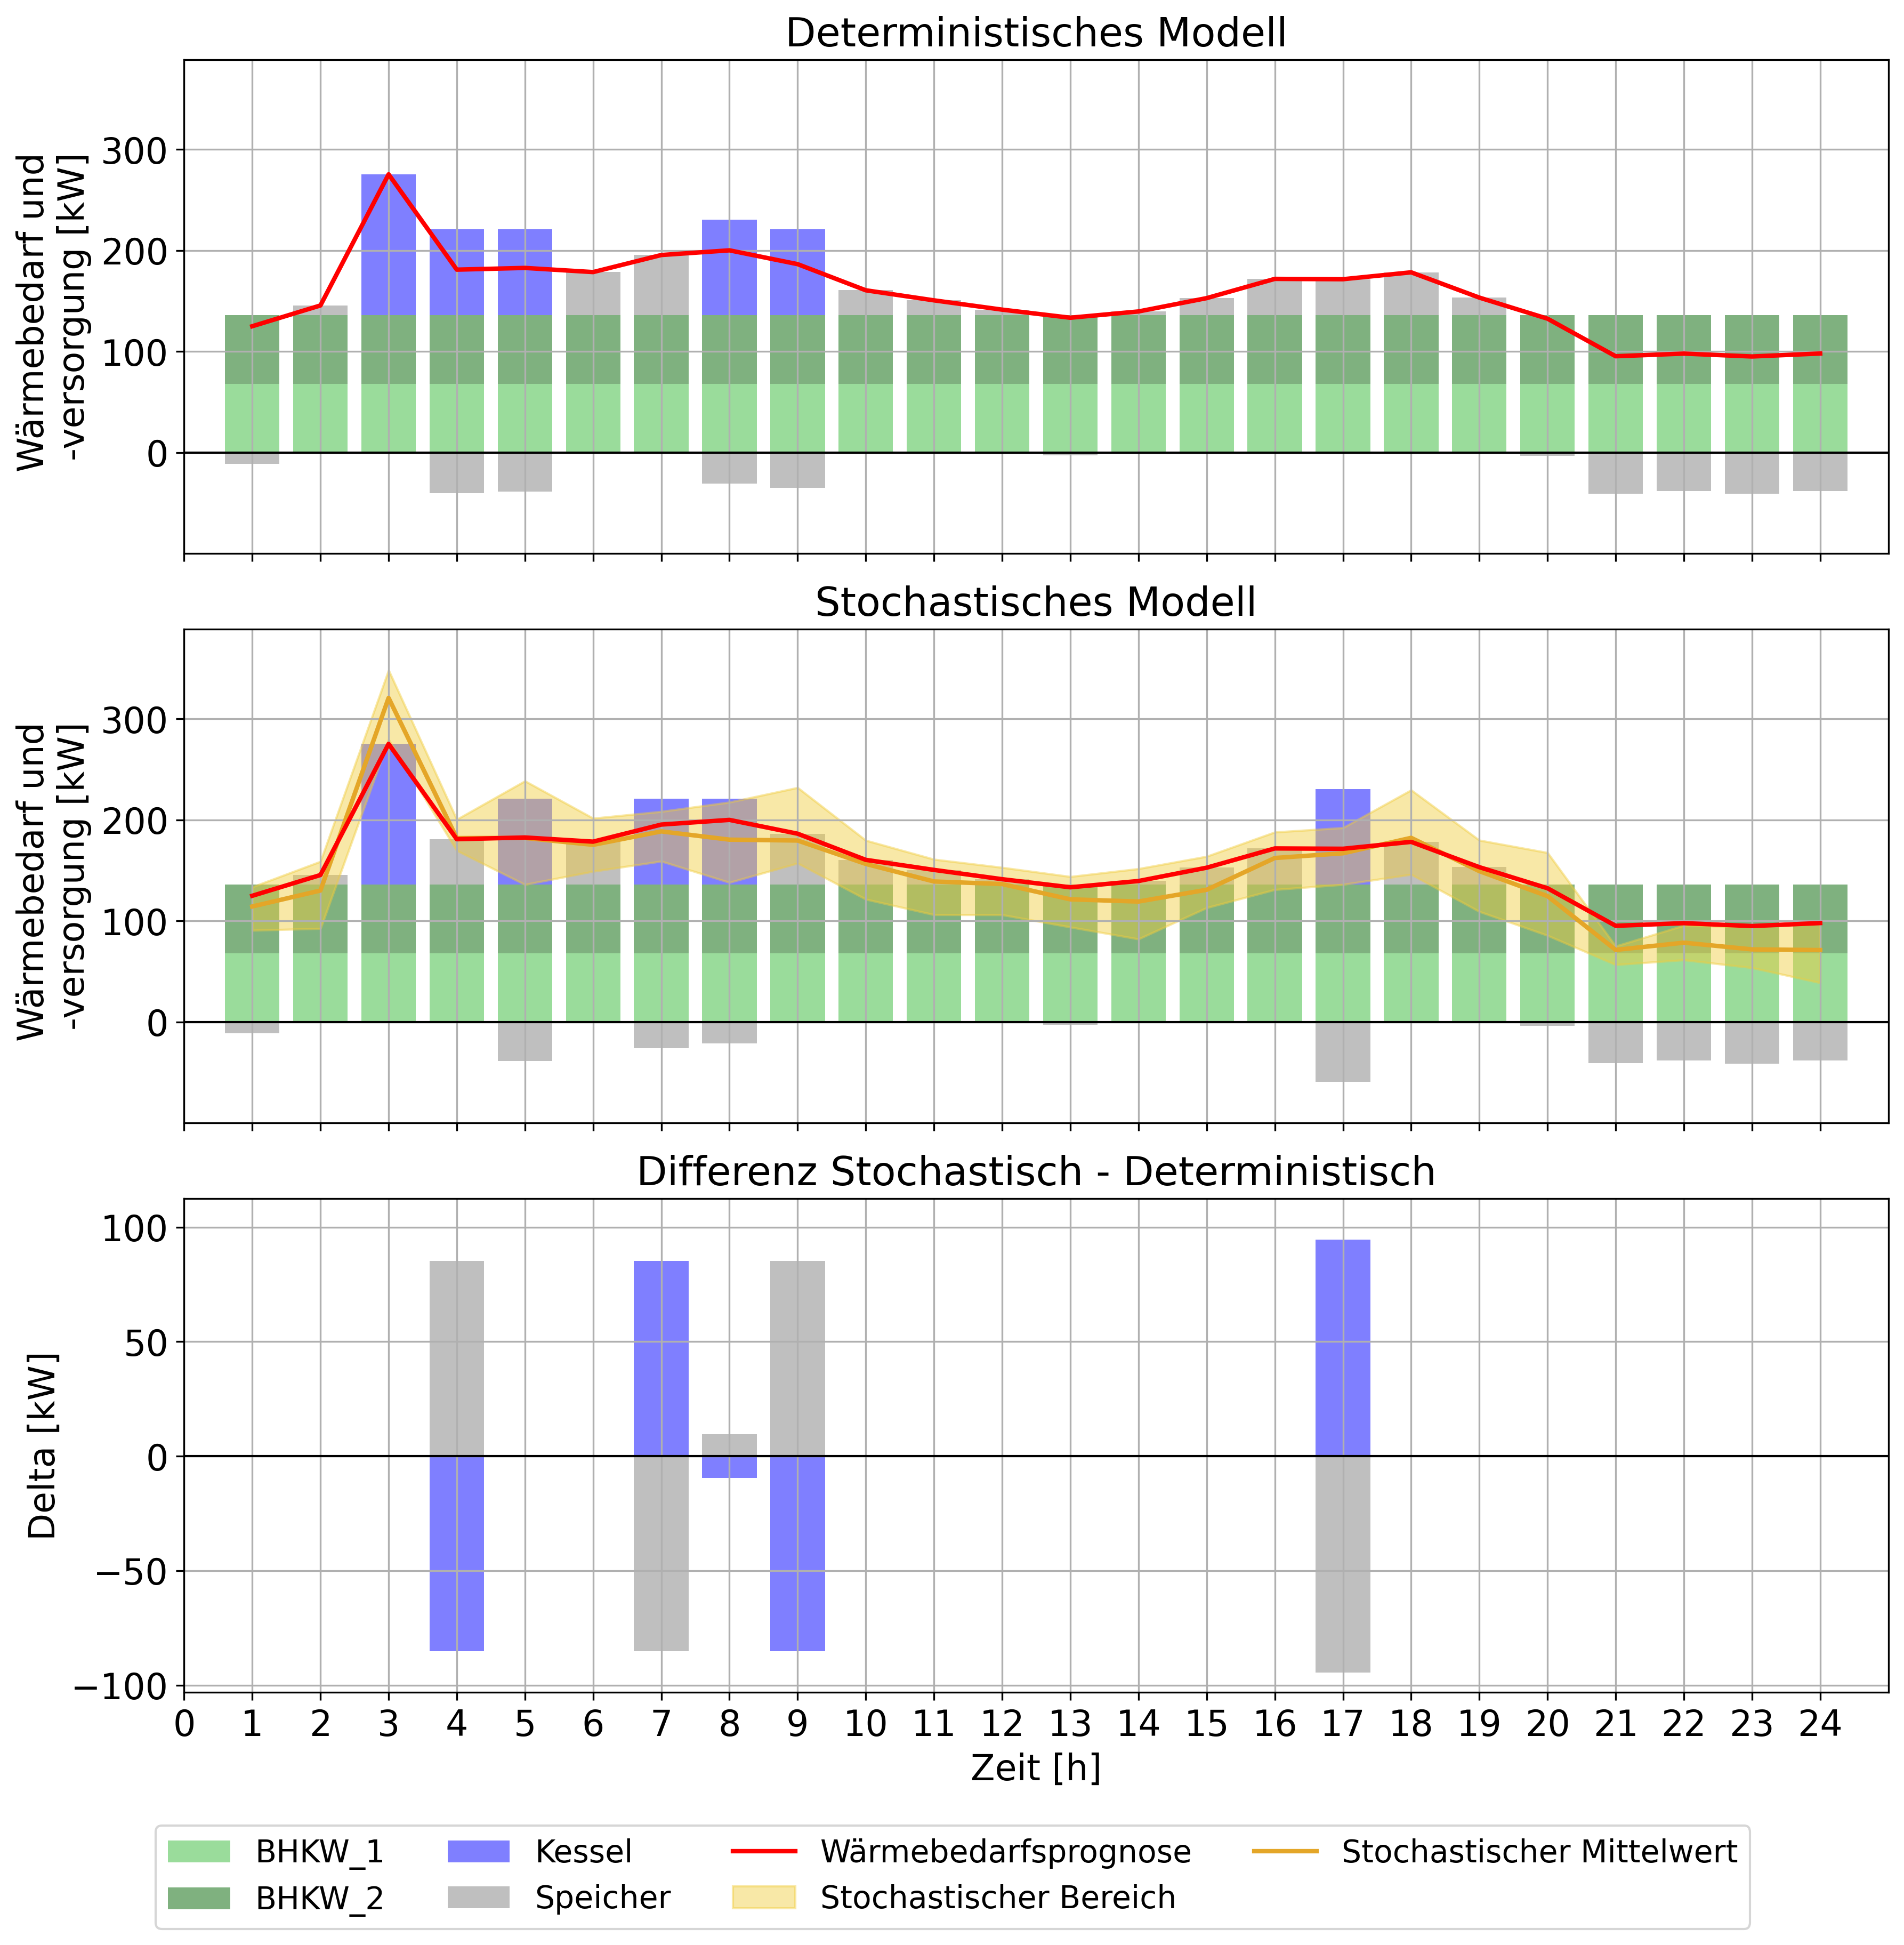 Deterministisches Modell
Wärmebedarf und
-versorgung [kW]
300
200
100
0
Stochastisches Modell
Wärmebedarf und
-versorgung [kW]
300
200
100
0
Differenz Stochastisch - Deterministisch
Delta [kW]
100
50
0
−50
−100
0 1 2 3 4 5 6 7 8 9 10 11 12 13 14 15 16 17 18 19 20 21 22 23 24
Zeit [h]
BHKW_1 Kessel Wärmebedarfsprognose Stochastischer Mittelwert
BHKW_2 Speicher Stochastischer Bereich